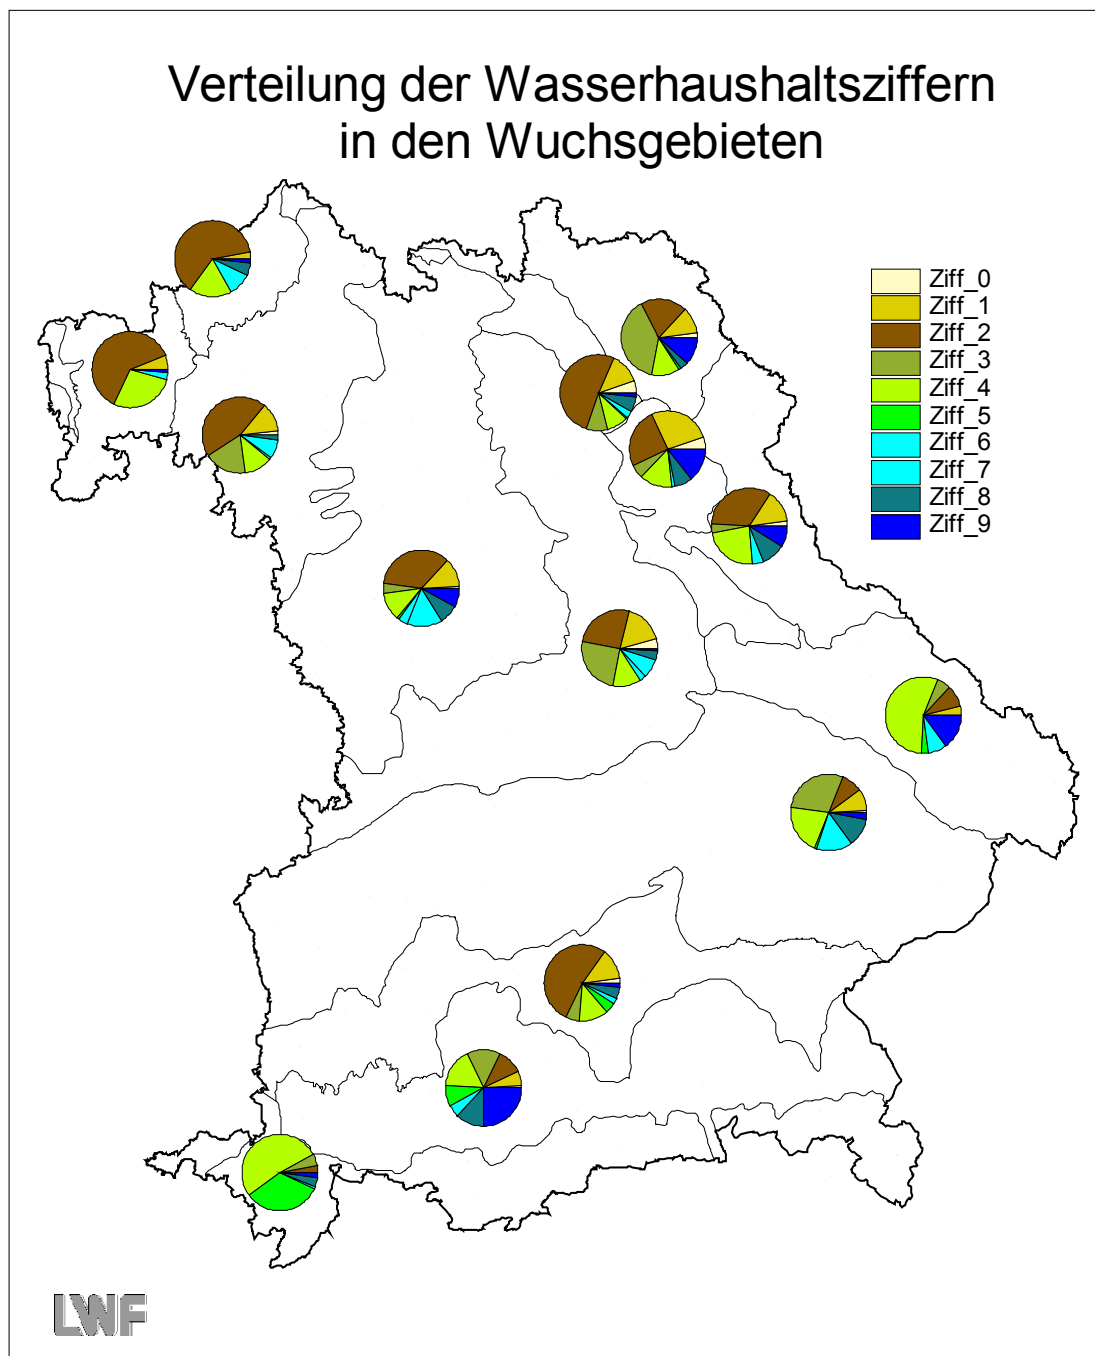 Verteilung der Wasserhaushaltsziffern
in den Wuchsgebieten
Ziff_0
Ziff_1
Ziff_2
Ziff_3
Ziff_4
Ziff_5
Ziff_6
Ziff_7
Ziff_8
Ziff_9
LWF